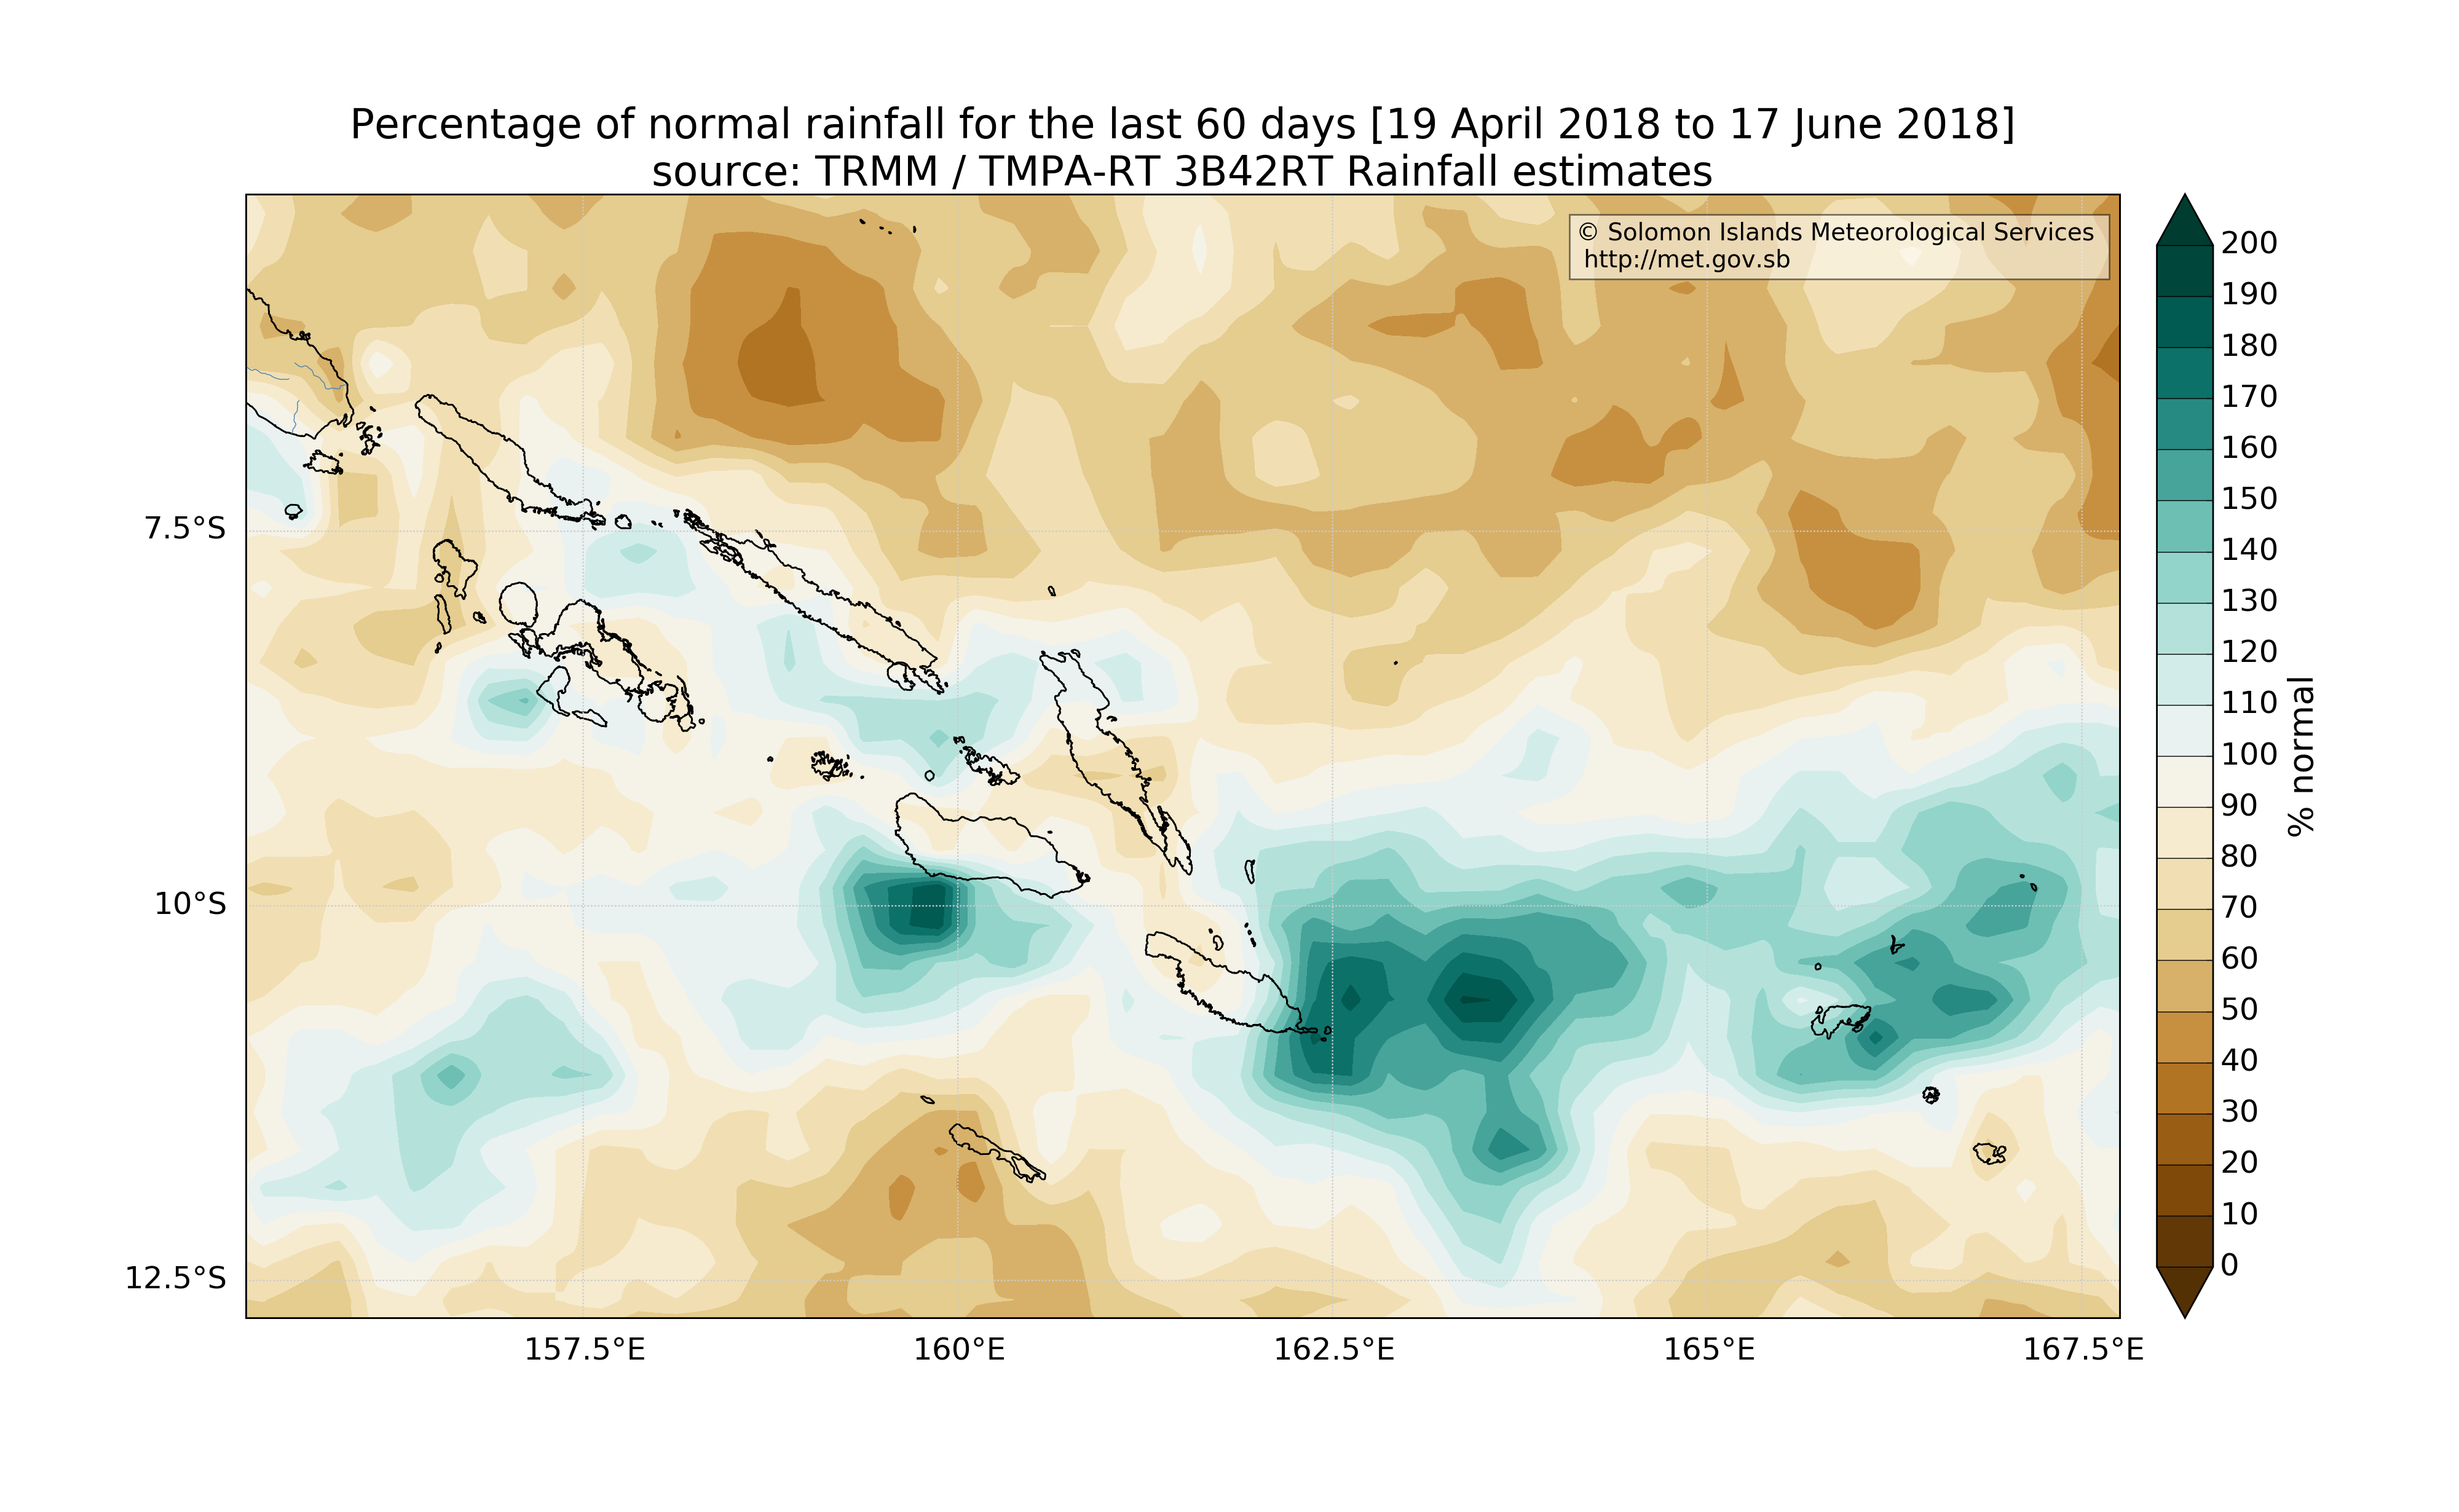 Percentage of normal rainfall for the last 60 days [19 April 2018 to 17 June 2018]
source: TRMM / TMPA-RT 3B42RT Rainfall estimates
© Solomon Islands Meteorological Services
http://met.gov.sb
7.5°S
10°S
12.5°S
157.5°E
160°E
162.5°E
165°E
167.5°E
200
190
180
170
160
150
140
130
120
110
100
90
80
70
60
50
40
30
20
10
0
% normal